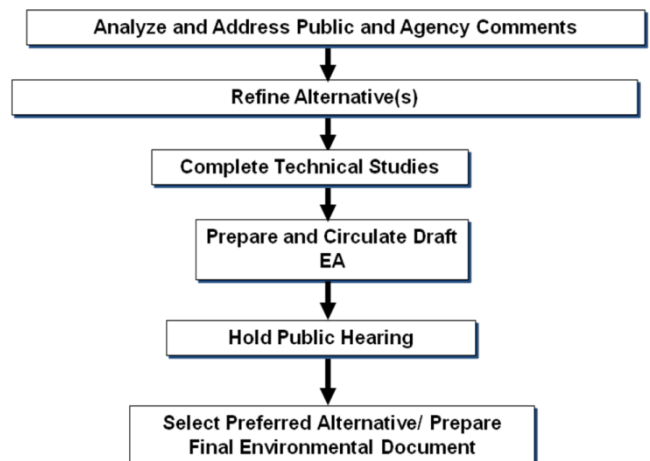 Analyze and Address Public and Agency Comments
Refine Alternative(s)
Complete Technical Studies
Prepare and Circulate Draft
EA
Hold Public Hearing
Select Preferred Alternative/ Prepare
Final Environmental Document